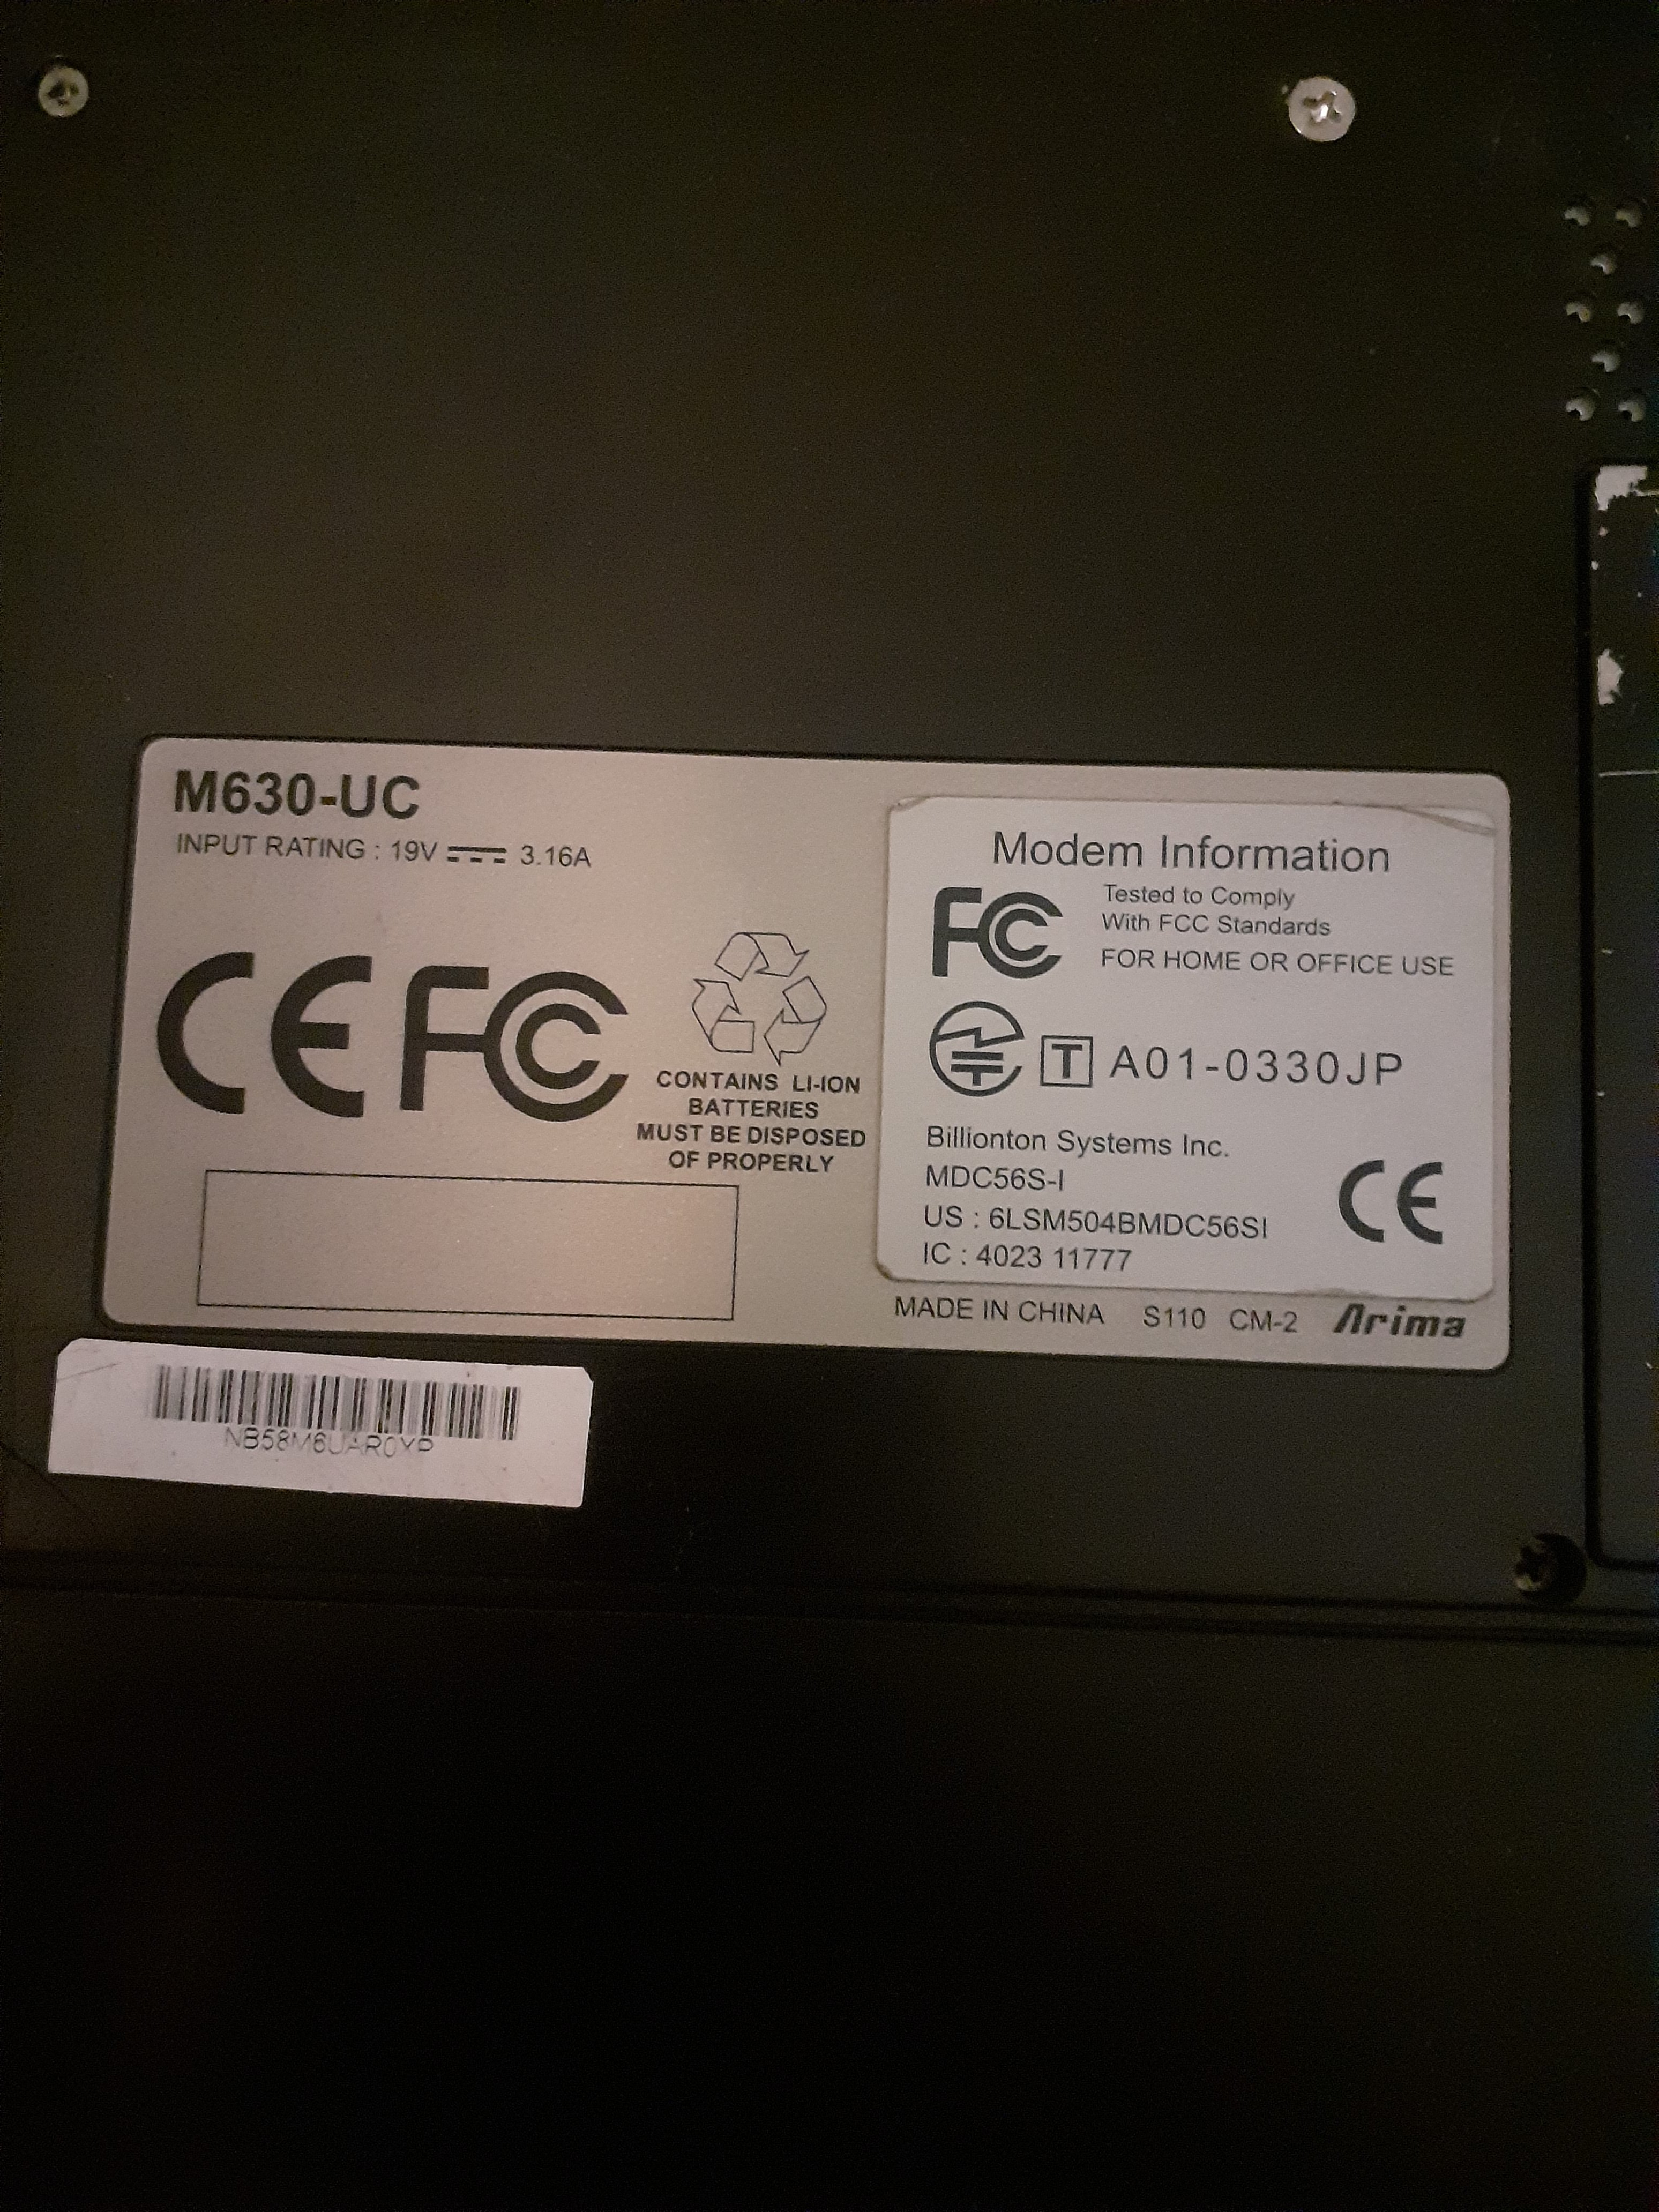 M630-UC
INPUT RATING : 19V 3.16A
CE FC
CONTAINS LI-ION
BATTERIES
MUST BE DISPOSED
OF PROPERLY
Modem Information
FC
Tested to Comply
With FCC Standards
FOR HOME OR OFFICE USE
T A01-0330JP
Billionton Systems Inc.
MDC56S-I
US : 6LSM504BMDC56SI
IC : 4023 11777
CE
MADE IN CHINA S110 CM-2 Arima
NB58M6UAR0YP